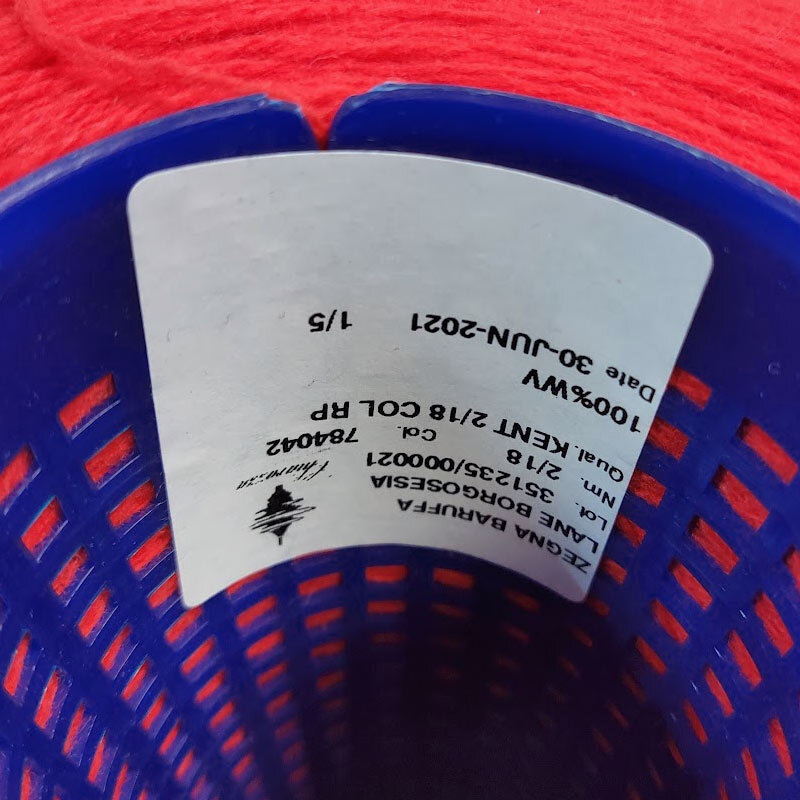 ZEGNA BARUFFA
LANE BORGOSESIA
Lot. 351235/000021
Nm. 2/18 Col. 784042
Qual. KENT 2/18 COL RP
100%WV
Date 30-JUN-2021 1/5
Chiavazza